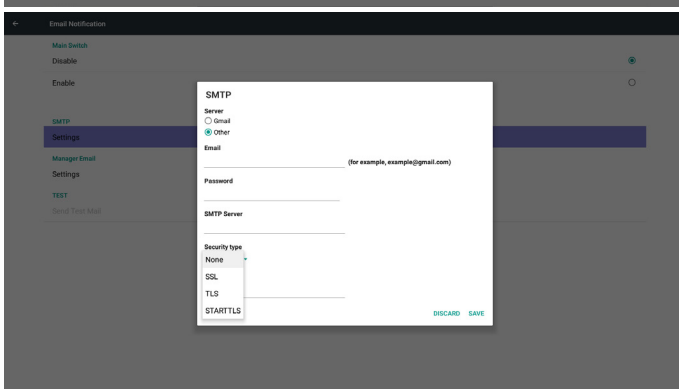 Email Notification
Main Switch
Disable
Enable
SMTP
Settings
Manager Email
Settings
TEST
Send Test Mail
SMTP
Server
Gmail
Other
Email
(for example, example@gmail.com)
Password
SMTP Server
Security type
None
SSL
TLS
STARTTLS
DISCARD SAVE